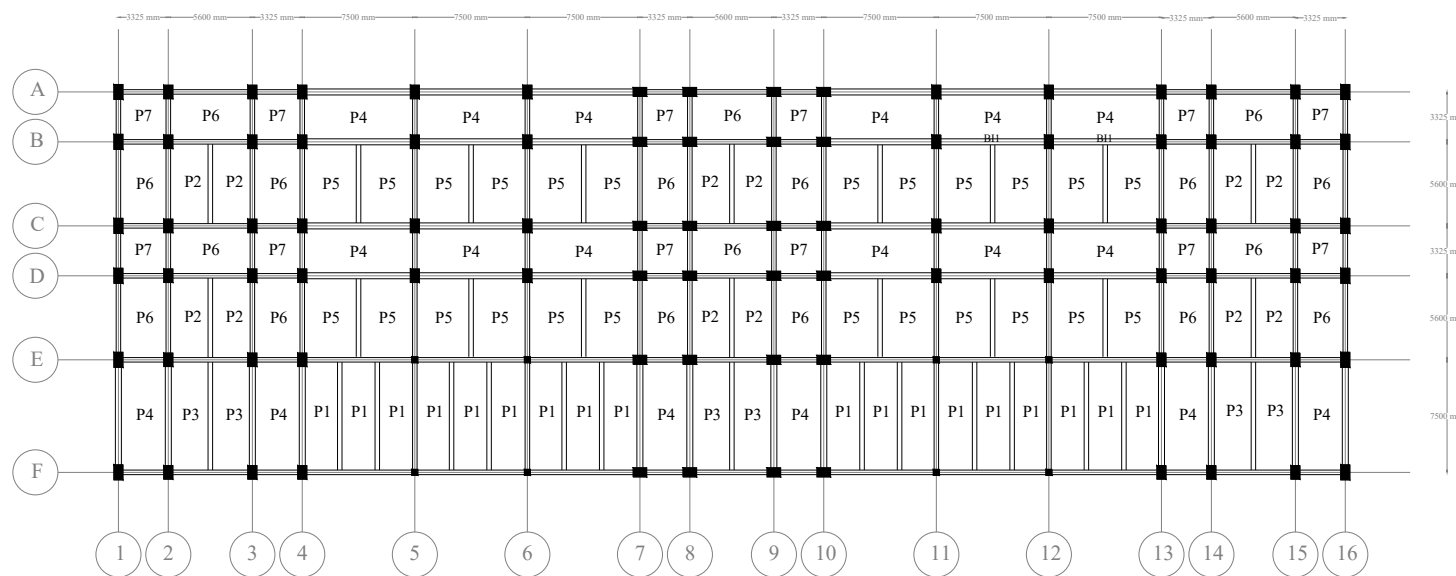 3325 mm 5600 mm 3325 mm 7500 mm 7500 mm 7500 mm 3325 mm 5600 mm 3325 mm 7500 mm 7500 mm 7500 mm 3325 mm 5600 mm 3325 mm
A
P7 P6 P7 P4 P4 P4 P7 P6 P7 P4 P4 P4 P7 P6 P7
3325 m
B
BI1 BI1
P6 P2 P2 P6 P5 P5 P5 P5 P5 P5 P6 P2 P2 P6 P5 P5 P5 P5 P5 P5 P6 P2 P2 P6
5600 m
C
P7 P6 P7 P4 P4 P4 P7 P6 P7 P4 P4 P4 P7 P6 P7
3325 m
D
P6 P2 P2 P6 P5 P5 P5 P5 P5 P5 P6 P2 P2 P6 P5 P5 P5 P5 P5 P5 P6 P2 P2 P6
5600 m
E
P4 P3 P3 P4 P1 P1 P1 P1 P1 P1 P1 P1 P1 P4 P3 P3 P4 P1 P1 P1 P1 P1 P1 P1 P1 P1 P4 P3 P3 P4
7500 m
F
1 2 3 4 5 6 7 8 9 10 11 12 13 14 15 16